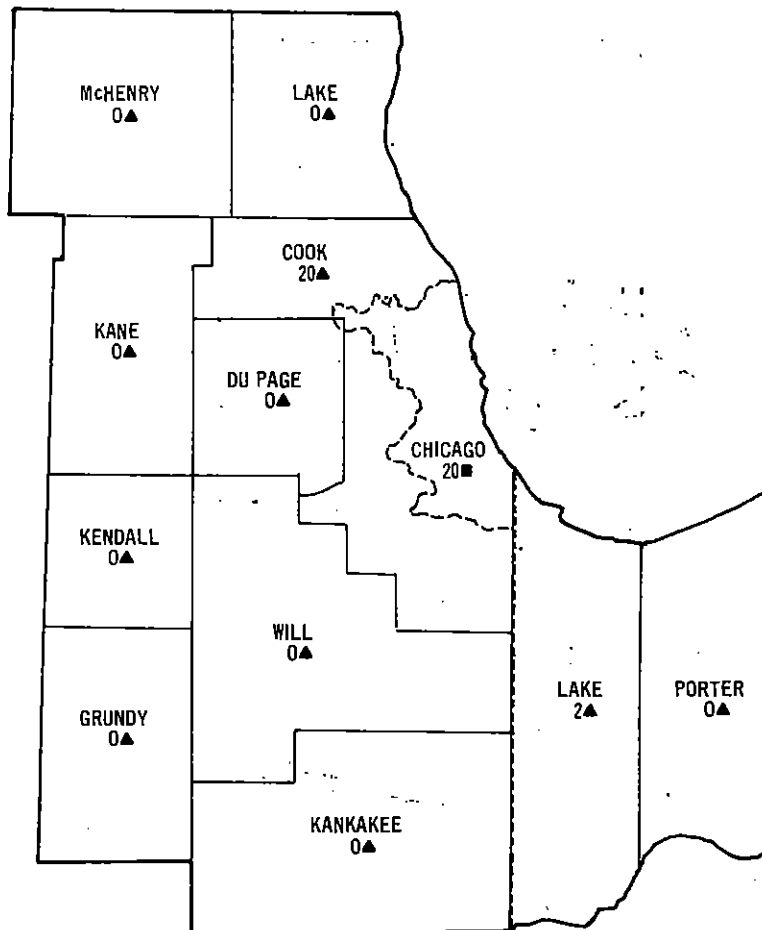 McHENRY
0▲
LAKE
0▲
COOK
20▲
KANE
0▲
DU PAGE
0▲
CHICAGO
20■
KENDALL
0▲
WILL
0▲
LAKE
2▲
PORTER
0▲
GRUNDY
0▲
KANKAKEE
0▲